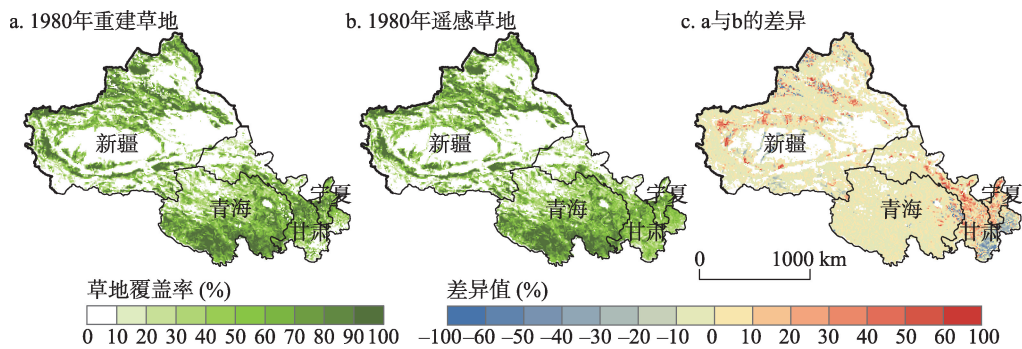 a. 1980年重建草地
b. 1980年遥感草地
c. a与b的差异
新疆
青海
甘肃
宁夏
新疆
青海
甘肃
宁夏
新疆
青海
甘肃
宁夏
0 1000 km
草地覆盖率 (%)
0 10 20 30 40 50 60 70 80 90 100
差异值 (%)
–100 –60 –50 –40 –30 –20 –10 0 10 20 30 40 50 60 100